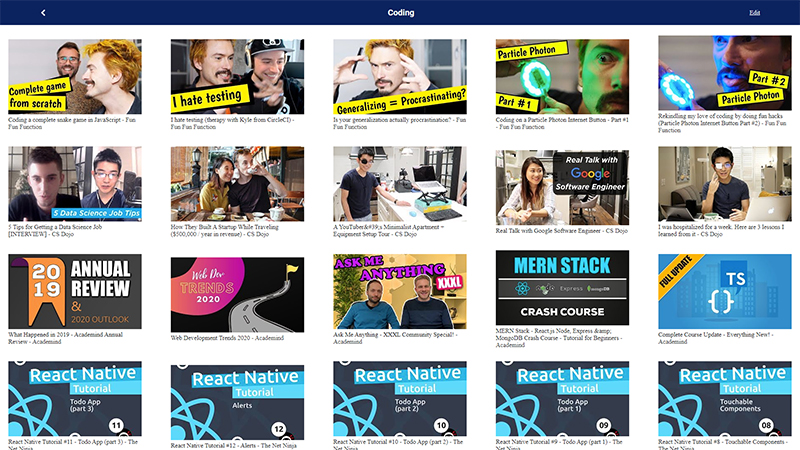 Coding
Edit
Complete game
from scratch
Coding a complete snake game in JavaScript - Fun
Fun Function
I hate testing
I hate testing (therapy with Kyle from CircleCI) -
Fun Fun Function
Generalizing = Procrastinating?
Is your generalization actually procrastination? - Fun
Fun Function
Particle Photon
Part #1
Coding on a Particle Photon Internet Button - Part #1
- Fun Fun Function
Part #2
Particle Photon
Rekindling my love of coding by doing fun hacks
(Particle Photon Internet Button Part #2) - Fun Fun
Function
5 Data Science Job Tips
5 Tips for Getting a Data Science Job
[INTERVIEW] - CS Dojo
How They Built A Startup While Traveling
($500,000 / year in revenue) - CS Dojo
A YouTuber&#39;s Minimalist Apartment +
Equipment Setup Tour - CS Dojo
Real Talk with
Google
Software Engineer
Real Talk with Google Software Engineer - CS Dojo
I was hospitalized for a week. Here are 3 lessons I
learned from it - CS Dojo
2019
ANNUAL
REVIEW
&
2020 OUTLOOK
What Happened in 2019 - Academind Annual
Review - Academind
Web Dev
TRENDS
2020
Web Development Trends 2020 - Academind
ASK ME
ANYTHING
XXXL
Ask Me Anything - XXXL Community Special! -
Academind
MERN STACK
Express
mongoDB
CRASH COURSE
MERN Stack - React.js Node, Express &amp;
MongoDB Crash Course - Tutorial for Beginners -
Academind
FULL UPDATE
TS
{}
Complete Course Update - Everything New! -
Academind
React Native
Tutorial
Todo App
(part 3)
11
React Native Tutorial #11 - Todo App (part 3) - The
Net Ninja
React Native
Tutorial
Alerts
12
React Native Tutorial #12 - Alerts - The Net Ninja
React Native
Tutorial
Todo App
(part 2)
10
React Native Tutorial #10 - Todo App (part 2) - The
Net Ninja
React Native
Tutorial
Todo App
(part 1)
09
React Native Tutorial #9 - Todo App (part 1) - The
Net Ninja
React Native
Tutorial
Touchable
Components
08
React Native Tutorial #8 - Touchable Components -
The Net Ninja